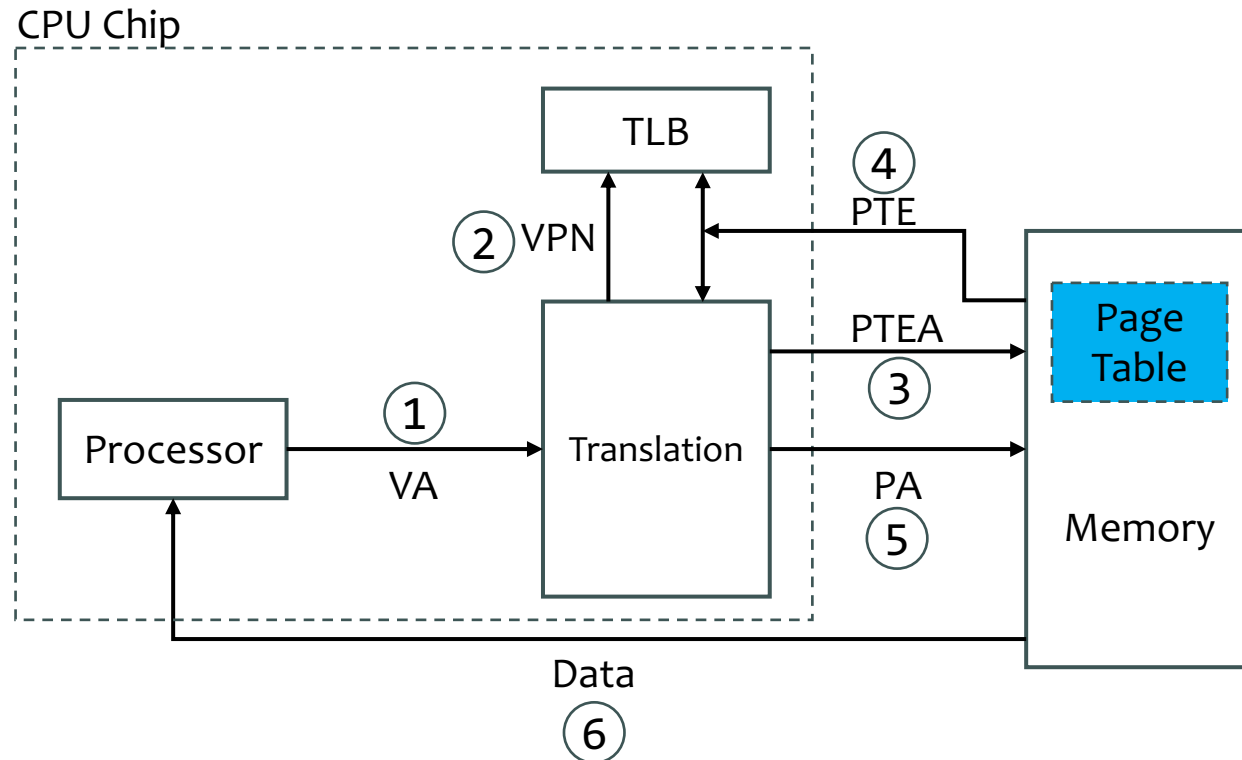 CPU Chip
TLB
4
PTE
2 VPN
Page
Table
PTEA
3
1
Processor
Translation
VA
PA
5
Memory
Data
6